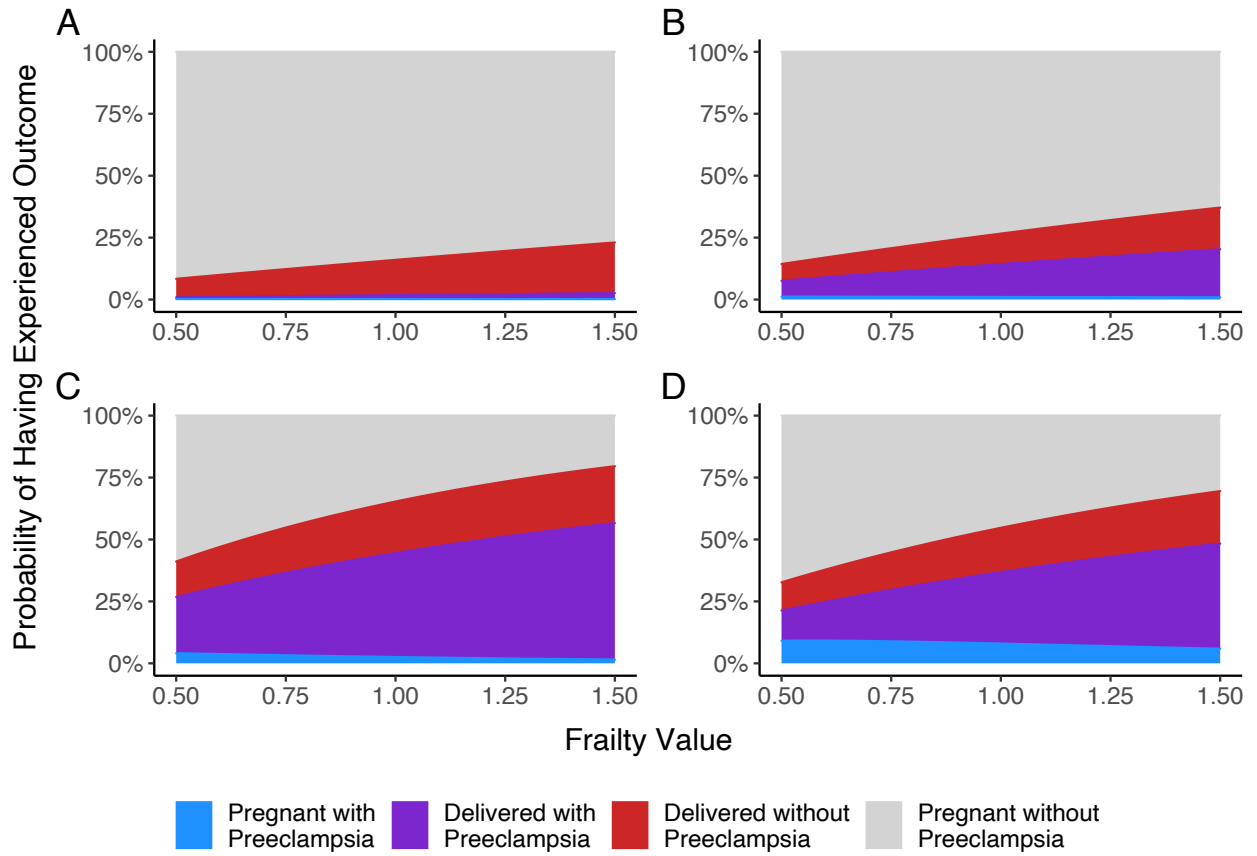 A
B
Probability of Having Experienced Outcome
100%
75%
50%
25%
0%
0.50 0.75 1.00 1.25 1.50
100%
75%
50%
25%
0%
0.50 0.75 1.00 1.25 1.50
C
D
100%
75%
50%
25%
0%
0.50 0.75 1.00 1.25 1.50
100%
75%
50%
25%
0%
0.50 0.75 1.00 1.25 1.50
Frailty Value
Pregnant with
Preeclampsia
Delivered with
Preeclampsia
Delivered without
Preeclampsia
Pregnant without
Preeclampsia